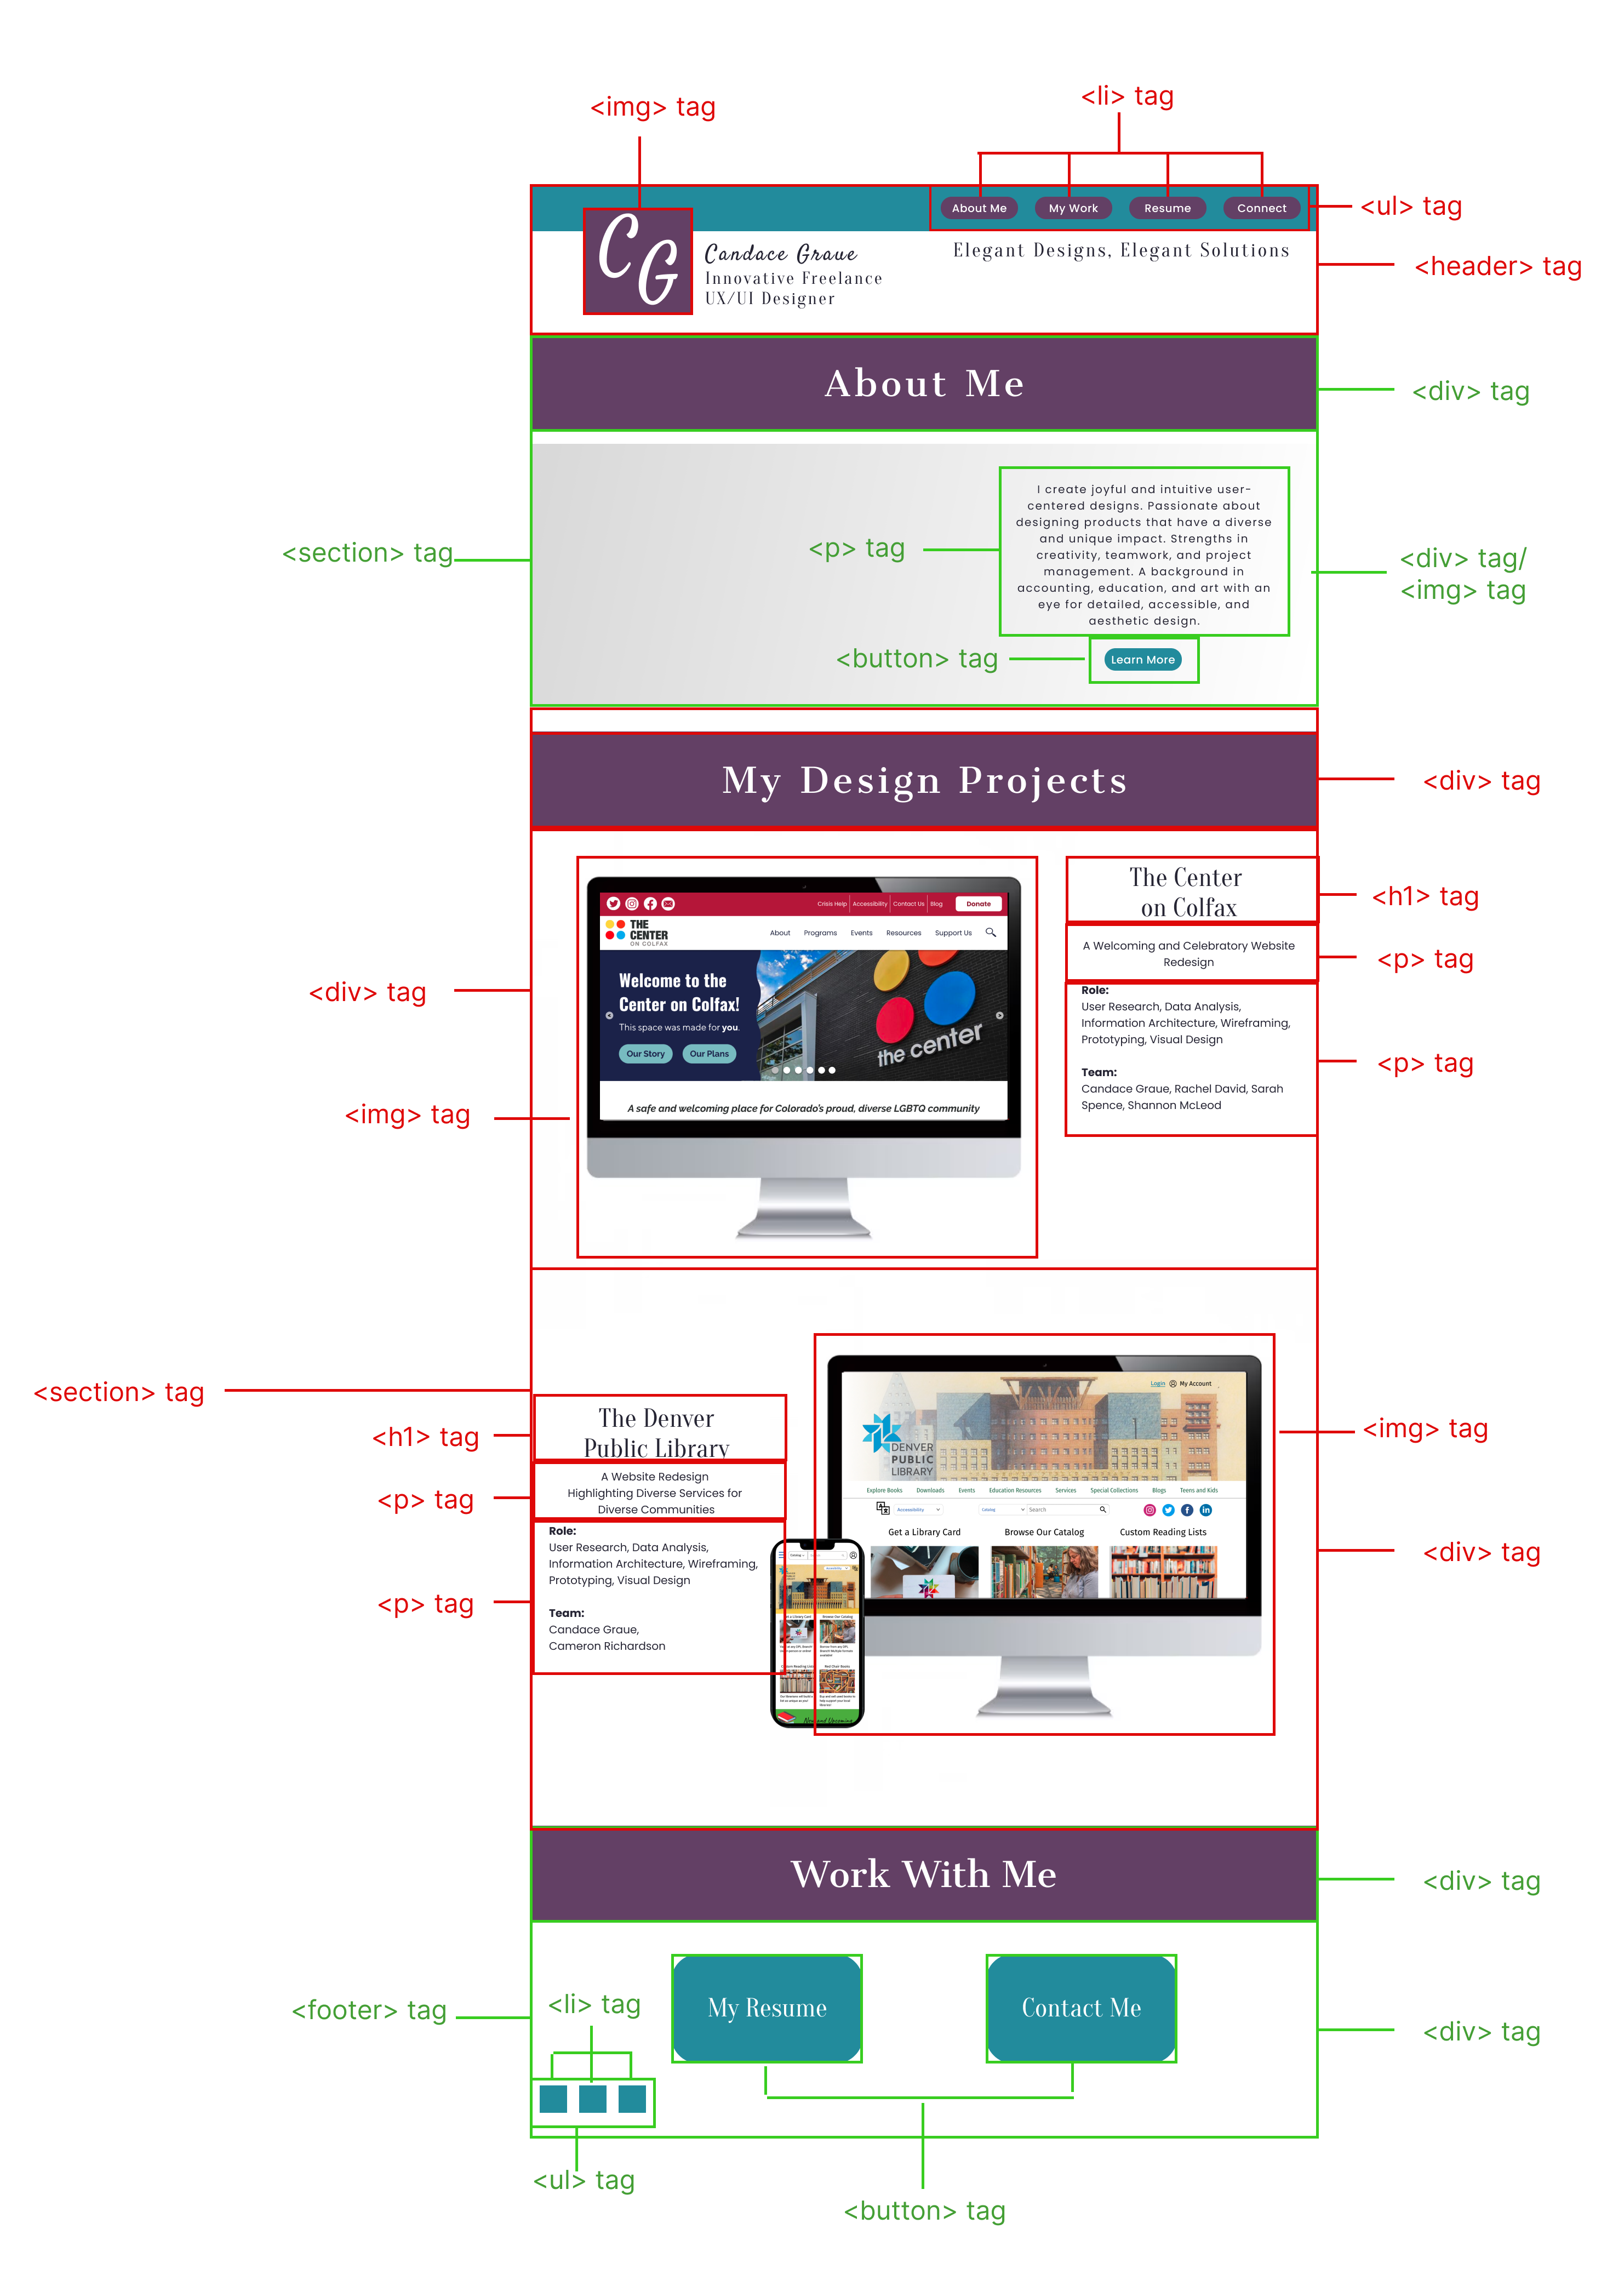 <img> tag
<li> tag
About Me
My Work
Resume
Connect
<ul> tag
CG
Candace Graue
Innovative Freelance
UX/UI Designer
Elegant Designs, Elegant Solutions
<header> tag
About Me
<div> tag
<section> tag
<p> tag
I create joyful and intuitive user-
centered designs. Passionate about
designing products that have a diverse
and unique impact. Strengths in
creativity, teamwork, and project
management. A background in
accounting, education, and art with an
eye for detailed, accessible, and
aesthetic design.
<div> tag/
<img> tag
<button> tag
Learn More
My Design Projects
<div> tag
<div> tag
<img> tag
Crisis Help
Accessibility
Contact Us
Blog
Donate
THE
CENTER
ON COLFAX
About
Programs
Events
Resources
Support Us
Welcome to the
Center on Colfax!
This space was made for you.
Our Story
Our Plans
the center
A safe and welcoming place for Colorado's proud, diverse LGBTQ community
The Center
on Colfax
<h1> tag
A Welcoming and Celebratory Website
Redesign
<p> tag
Role:
User Research, Data Analysis,
Information Architecture, Wireframing,
Prototyping, Visual Design
Team:
Candace Graue, Rachel David, Sarah
Spence, Shannon McLeod
<p> tag
<section> tag
<h1> tag
The Denver
Public Library
<p> tag
A Website Redesign
Highlighting Diverse Services for
Diverse Communities
<p> tag
Role:
User Research, Data Analysis,
Information Architecture, Wireframing,
Prototyping, Visual Design
Team:
Candace Graue,
Cameron Richardson
Login
My Account
DENVER
PUBLIC
LIBRARY
Explore Books
Downloads
Events
Education Resources
Services
Special Collections
Blogs
Teens and Kids
Accessibility
Catalog
Search
Get a Library Card
Browse Our Catalog
Custom Reading Lists
<img> tag
<div> tag
Work With Me
<div> tag
<footer> tag
<li> tag
My Resume
Contact Me
<div> tag
<ul> tag
<button> tag